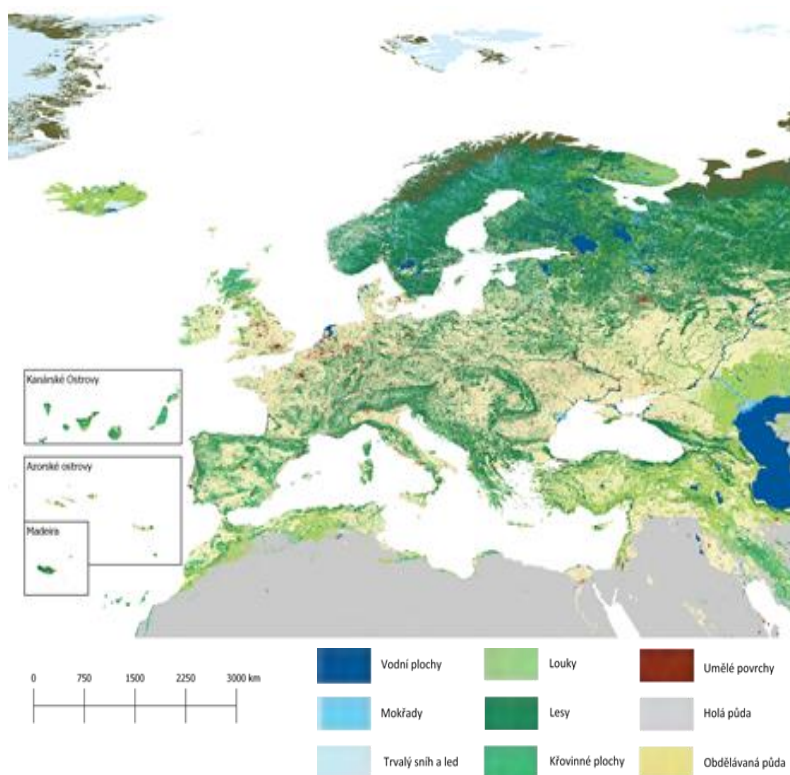 Kanárské Ostrovy
Azorské ostrovy
Madeira
0 750 1500 2250 3000 km
Vodní plochy
Louky
Umělé povrchy
Mokřady
Lesy
Holá půda
Trvalý sníh a led
Křovinné plochy
Obdělávaná půda